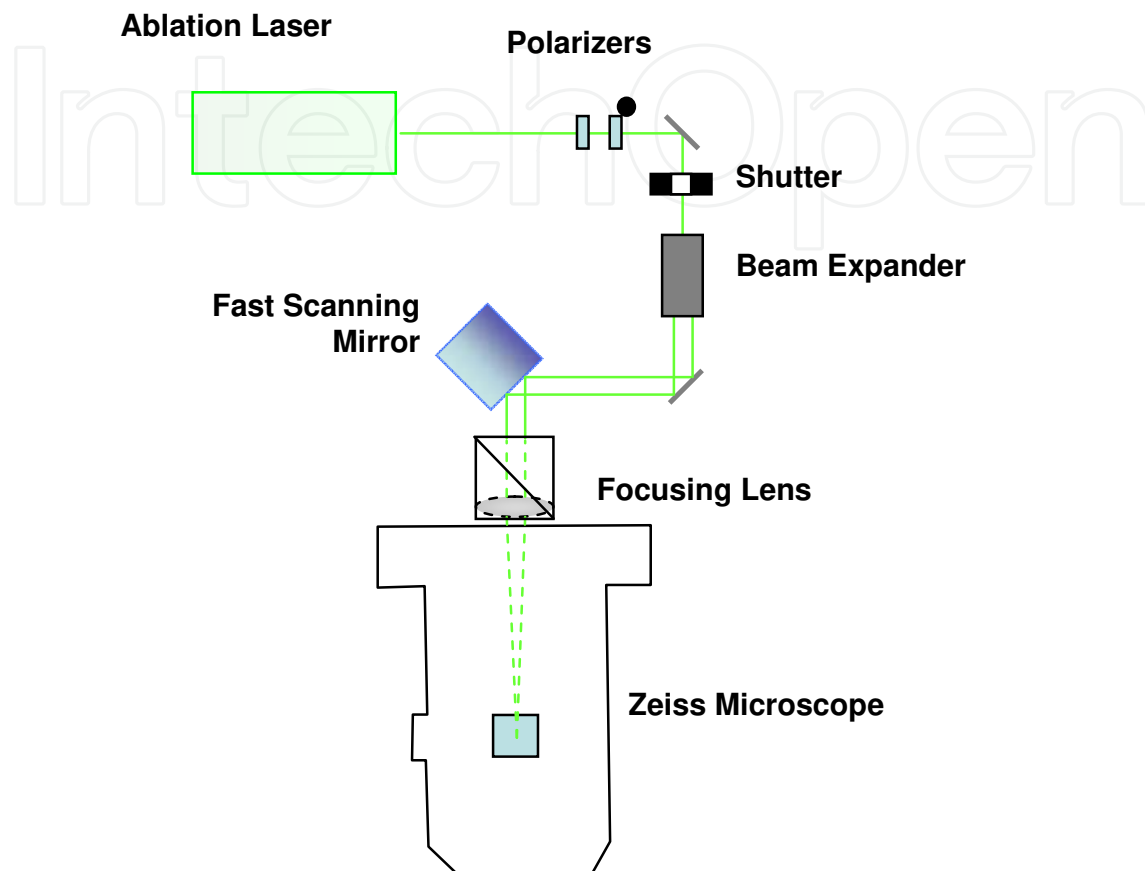 Ablation Laser
Polarizers
IntechOpen
Shutter
Beam Expander
Fast Scanning
Mirror
Focusing Lens
Zeiss Microscope